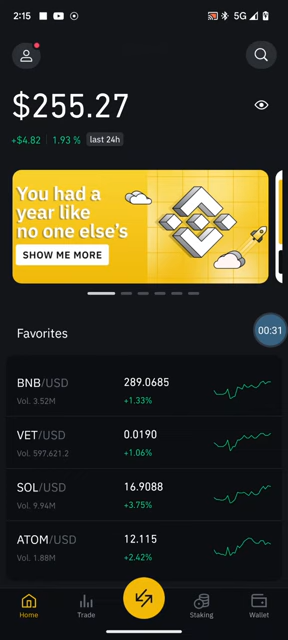 2:15
5G
$255.27
+$4.82 1.93 % last 24h
You had a
year like
no one else's
SHOW ME MORE
Favorites
00:31
BNB/USD 289.0685
Vol. 3.52M +1.33%
VET/USD 0.0190
Vol. 597,621.2 +1.06%
SOL/USD 16.9088
Vol. 9.94M +3.75%
ATOM/USD 12.115
Vol. 1.88M +2.42%
Home Trade Staking Wallet